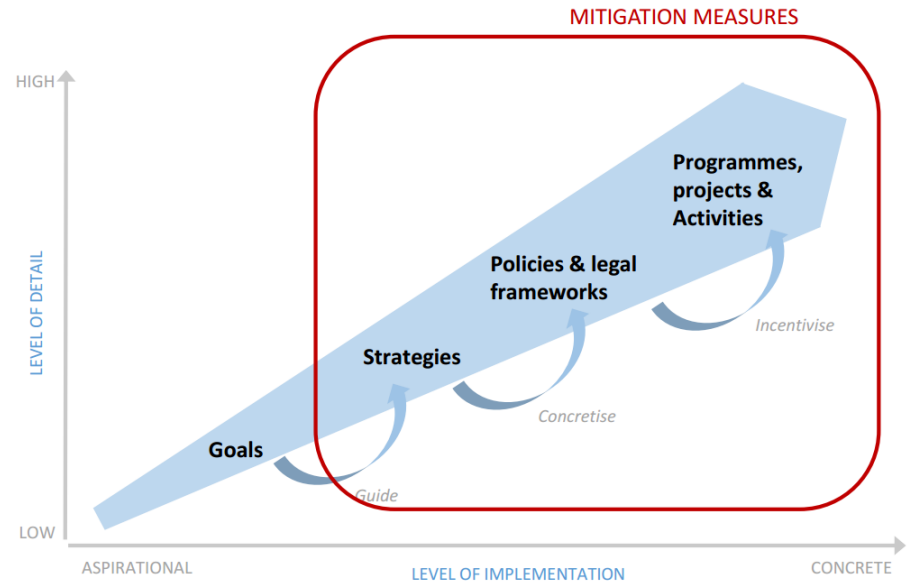 MITIGATION MEASURES
HIGH
Programmes,
projects &
Activities
Policies & legal
frameworks
LEVEL OF DETAIL
Incentivise
Strategies
Concretise
Goals
Guide
LOW
ASPIRATIONAL
LEVEL OF IMPLEMENTATION
CONCRETE